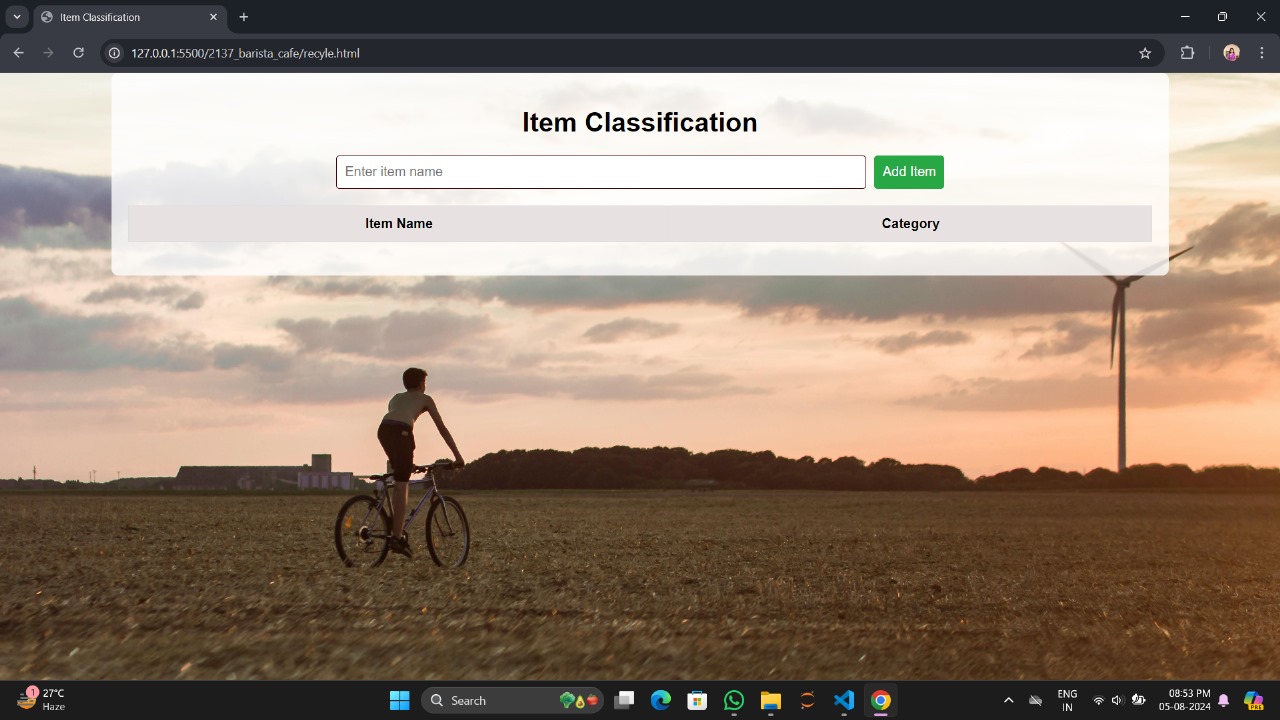 Item Classification
127.0.0.1:5500/2137_barista_cafe/recyle.html
Item Classification
Enter item name
Add Item
Item Name
Category
1
27°C
Haze
Search
PRE
ENG
IN
08:53 PM
05-08-2024